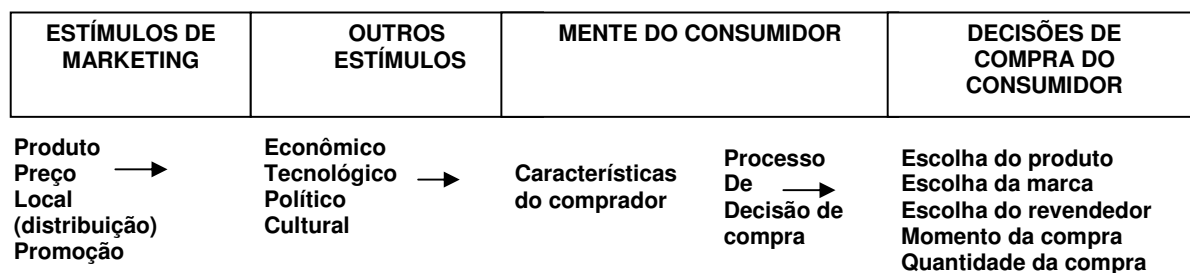 ESTÍMULOS DE
MARKETING
OUTROS
ESTÍMULOS
MENTE DO CONSUMIDOR
DECISÕES DE
COMPRA DO
CONSUMIDOR
Produto
Preço
Local
(distribuição)
Promoção
Econômico
Tecnológico
Político
Cultural
Características
do comprador
Processo
De
Decisão de
compra
Escolha do produto
Escolha da marca
Escolha do revendedor
Momento da compra
Quantidade da compra